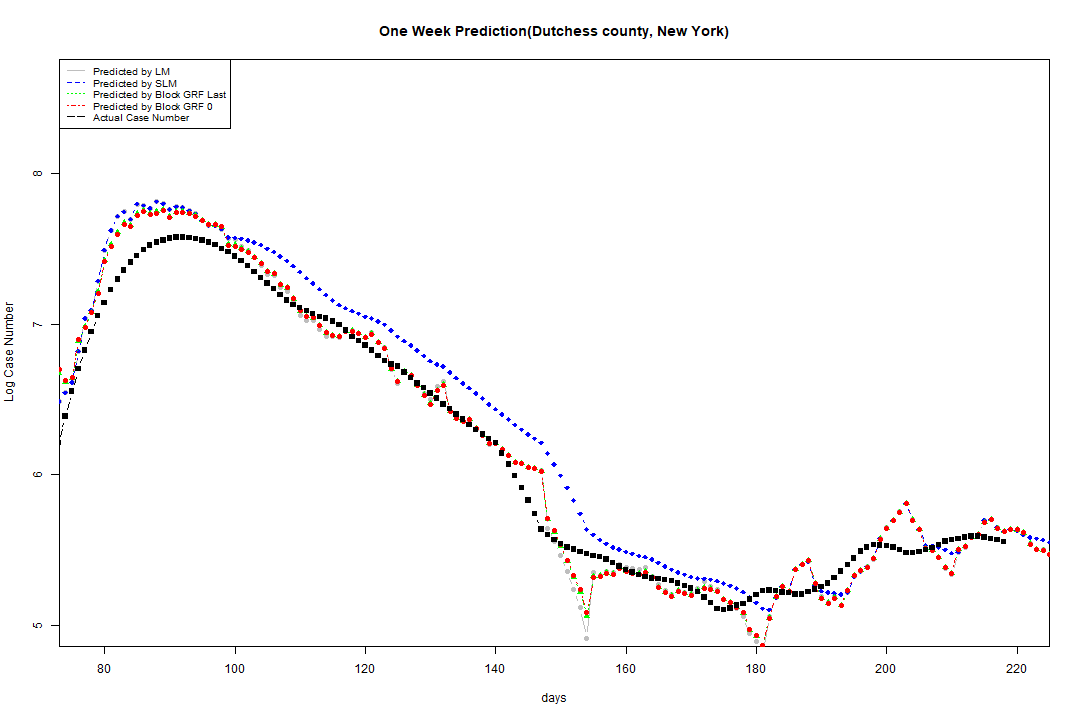 One Week Prediction(Dutchess county, New York)
Predicted by LM
Predicted by SLM
Predicted by Block GRF Last
Predicted by Block GRF 0
Actual Case Number
8
7
6
5
Log Case Number
80 100 120 140 160 180 200 220
days